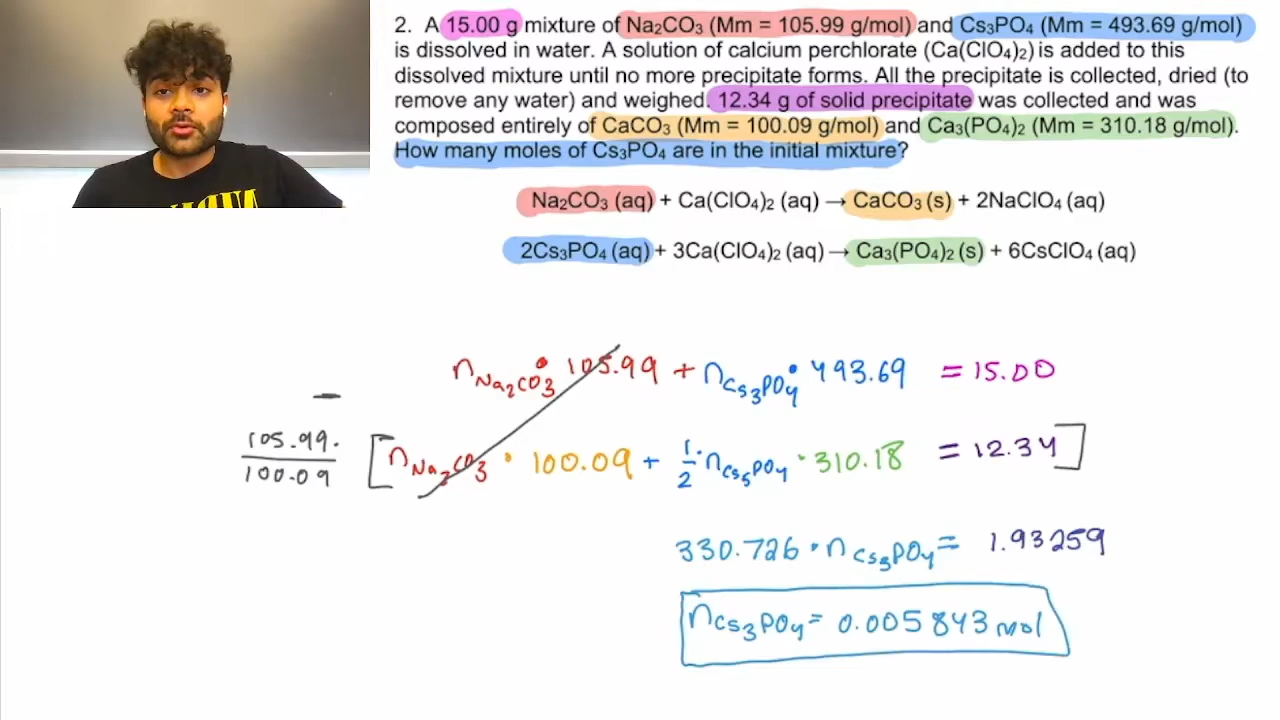 2. A 15.00 g mixture of Na2CO3 (Mm = 105.99 g/mol) and Cs3PO4 (Mm = 493.69 g/mol)
is dissolved in water. A solution of calcium perchlorate (Ca(ClO4)2) is added to this
dissolved mixture until no more precipitate forms. All the precipitate is collected, dried (to
remove any water) and weighed. 12.34 g of solid precipitate was collected and was
composed entirely of CaCO3 (Mm = 100.09 g/mol) and Ca3(PO4)2 (Mm = 310.18 g/mol).
How many moles of Cs3PO4 are in the initial mixture?
Na2CO3 (aq) + Ca(ClO4)2 (aq) → CaCO3 (s) + 2NaClO4 (aq)
2Cs3PO4 (aq) + 3Ca(ClO4)2 (aq) → Ca3(PO4)2 (s) + 6CsClO4 (aq)
nNa2CO3 • 105.99 + nCs3PO4 • 493.69 = 15.00
−
105.99/100.09 · [nNa2CO3 • 100.09 + 1/2 · nCs3PO4 · 310.18 = 12.34]
330.726 · nCs3PO4 = 1.93259
nCs3PO4 = 0.005843 mol